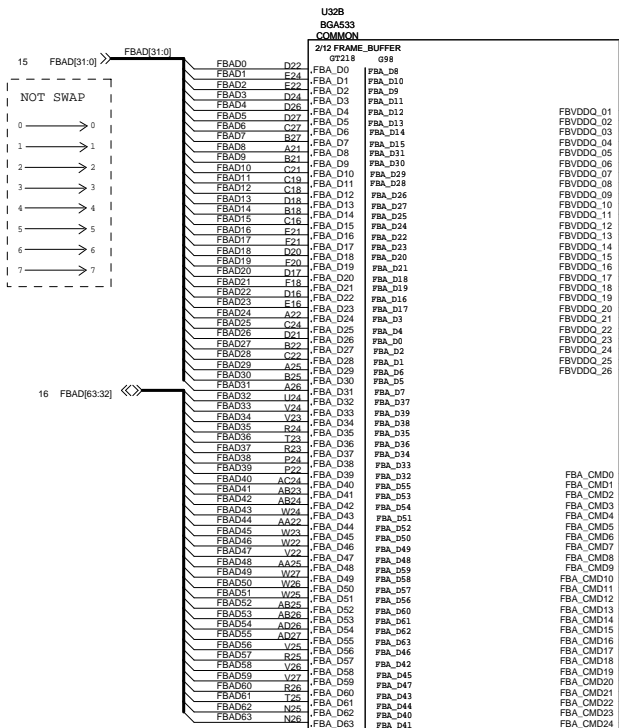 U32B
BGA533
COMMON
2/12 FRAME_BUFFER
GT218 G98
15 FBAD[31:0] FBAD[31:0]
NOT SWAP
0 0
1 1
2 2
3 3
4 4
5 5
6 6
7 7
16 FBAD[63:32]
FBAD0 D22 FBA_D0 FBA_D8
FBAD1 E24 FBA_D1 FBA_D10
FBAD2 E22 FBA_D2 FBA_D9
FBAD3 D24 FBA_D3 FBA_D11
FBAD4 D26 FBA_D4 FBA_D12
FBAD5 D27 FBA_D5 FBA_D13
FBAD6 C27 FBA_D6 FBA_D14
FBAD7 B27 FBA_D7 FBA_D15
FBAD8 A21 FBA_D8 FBA_D31
FBAD9 B21 FBA_D9 FBA_D30
FBAD10 C21 FBA_D10 FBA_D29
FBAD11 C19 FBA_D11 FBA_D28
FBAD12 C18 FBA_D12 FBA_D26
FBAD13 D18 FBA_D13 FBA_D27
FBAD14 B18 FBA_D14 FBA_D25
FBAD15 C16 FBA_D15 FBA_D24
FBAD16 E21 FBA_D16 FBA_D22
FBAD17 F21 FBA_D17 FBA_D23
FBAD18 D20 FBA_D18 FBA_D20
FBAD19 F20 FBA_D19 FBA_D21
FBAD20 D17 FBA_D20 FBA_D18
FBAD21 F18 FBA_D21 FBA_D19
FBAD22 D16 FBA_D22 FBA_D16
FBAD23 E16 FBA_D23 FBA_D17
FBAD24 A22 FBA_D24 FBA_D3
FBAD25 C24 FBA_D25 FBA_D4
FBAD26 D21 FBA_D26 FBA_D0
FBAD27 B22 FBA_D27 FBA_D2
FBAD28 C22 FBA_D28 FBA_D1
FBAD29 A25 FBA_D29 FBA_D6
FBAD30 B25 FBA_D30 FBA_D5
FBAD31 A26 FBA_D31 FBA_D7
FBAD32 U24 FBA_D32 FBA_D37
FBAD33 V24 FBA_D33 FBA_D39
FBAD34 V23 FBA_D34 FBA_D38
FBAD35 R24 FBA_D35 FBA_D35
FBAD36 T23 FBA_D36 FBA_D36
FBAD37 R23 FBA_D37 FBA_D34
FBAD38 P24 FBA_D38 FBA_D33
FBAD39 P22 FBA_D39 FBA_D32
FBAD40 AC24 FBA_D40 FBA_D55
FBAD41 AB23 FBA_D41 FBA_D53
FBAD42 AB24 FBA_D42 FBA_D54
FBAD43 W24 FBA_D43 FBA_D51
FBAD44 AA22 FBA_D44 FBA_D52
FBAD45 W23 FBA_D45 FBA_D50
FBAD46 W22 FBA_D46 FBA_D49
FBAD47 V22 FBA_D47 FBA_D48
FBAD48 AA25 FBA_D48 FBA_D59
FBAD49 W27 FBA_D49 FBA_D58
FBAD50 W26 FBA_D50 FBA_D57
FBAD51 W25 FBA_D51 FBA_D56
FBAD52 AB25 FBA_D52 FBA_D60
FBAD53 AB26 FBA_D53 FBA_D61
FBAD54 AD26 FBA_D54 FBA_D62
FBAD55 AD27 FBA_D55 FBA_D63
FBAD56 V25 FBA_D56 FBA_D46
FBAD57 R25 FBA_D57 FBA_D42
FBAD58 V26 FBA_D58 FBA_D45
FBAD59 V27 FBA_D59 FBA_D47
FBAD60 R26 FBA_D60 FBA_D43
FBAD61 T25 FBA_D61 FBA_D44
FBAD62 N25 FBA_D62 FBA_D40
FBAD63 N26 FBA_D63 FBA_D41
FBVDDQ_01
FBVDDQ_02
FBVDDQ_03
FBVDDQ_04
FBVDDQ_05
FBVDDQ_06
FBVDDQ_07
FBVDDQ_08
FBVDDQ_09
FBVDDQ_10
FBVDDQ_11
FBVDDQ_12
FBVDDQ_13
FBVDDQ_14
FBVDDQ_15
FBVDDQ_16
FBVDDQ_17
FBVDDQ_18
FBVDDQ_19
FBVDDQ_20
FBVDDQ_21
FBVDDQ_22
FBVDDQ_23
FBVDDQ_24
FBVDDQ_25
FBVDDQ_26
FBA_CMD0
FBA_CMD1
FBA_CMD2
FBA_CMD3
FBA_CMD4
FBA_CMD5
FBA_CMD6
FBA_CMD7
FBA_CMD8
FBA_CMD9
FBA_CMD10
FBA_CMD11
FBA_CMD12
FBA_CMD13
FBA_CMD14
FBA_CMD15
FBA_CMD16
FBA_CMD17
FBA_CMD18
FBA_CMD19
FBA_CMD20
FBA_CMD21
FBA_CMD22
FBA_CMD23
FBA_CMD24